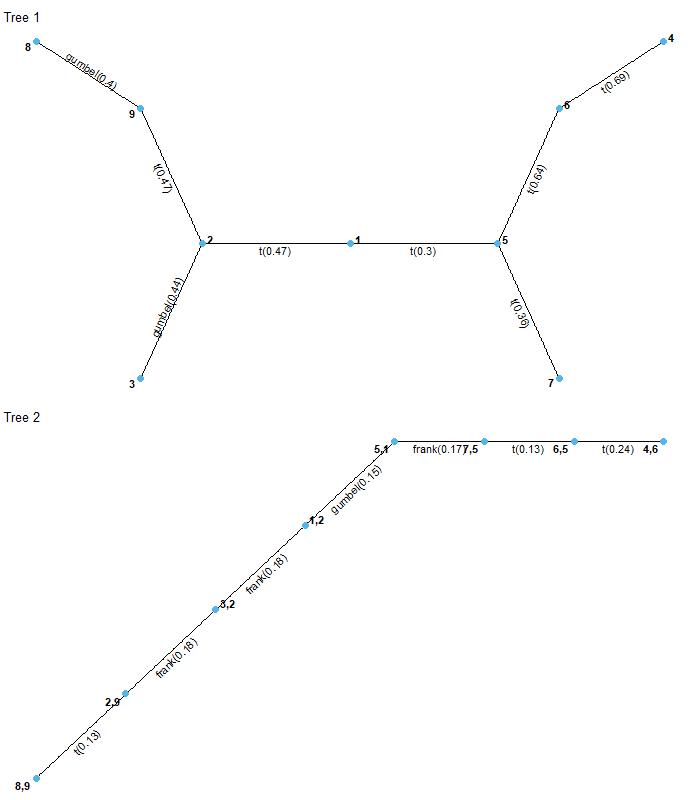 Tree 1
8
4
gumbel(0.4)
t(0.69)
9
6
t(0.47)
t(0.64)
2
1
5
t(0.47)
t(0.3)
gumbel(0.44)
t(0.36)
3
7
Tree 2
5,1
frank(0.17)
7,5
t(0.13)
6,5
t(0.24)
4,6
gumbel(0.15)
1,2
frank(0.18)
3,2
frank(0.18)
2,9
t(0.13)
8,9